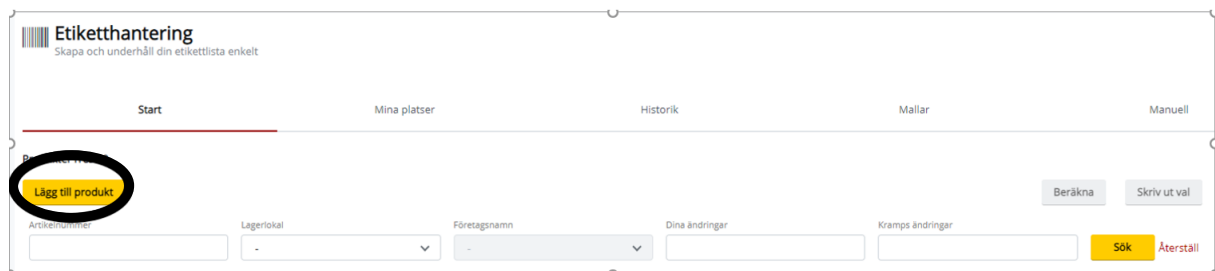 Etiketthantering
Skapa och underhåll din etikettlista enkelt
Start Mina platser Historik Mallar Manuell
Lägg till produkt Beräkna Skriv ut val
Artikelnummer Lagerlokal Företagsnamn Dina ändringar Kramps ändringar
- - Sök Återställ